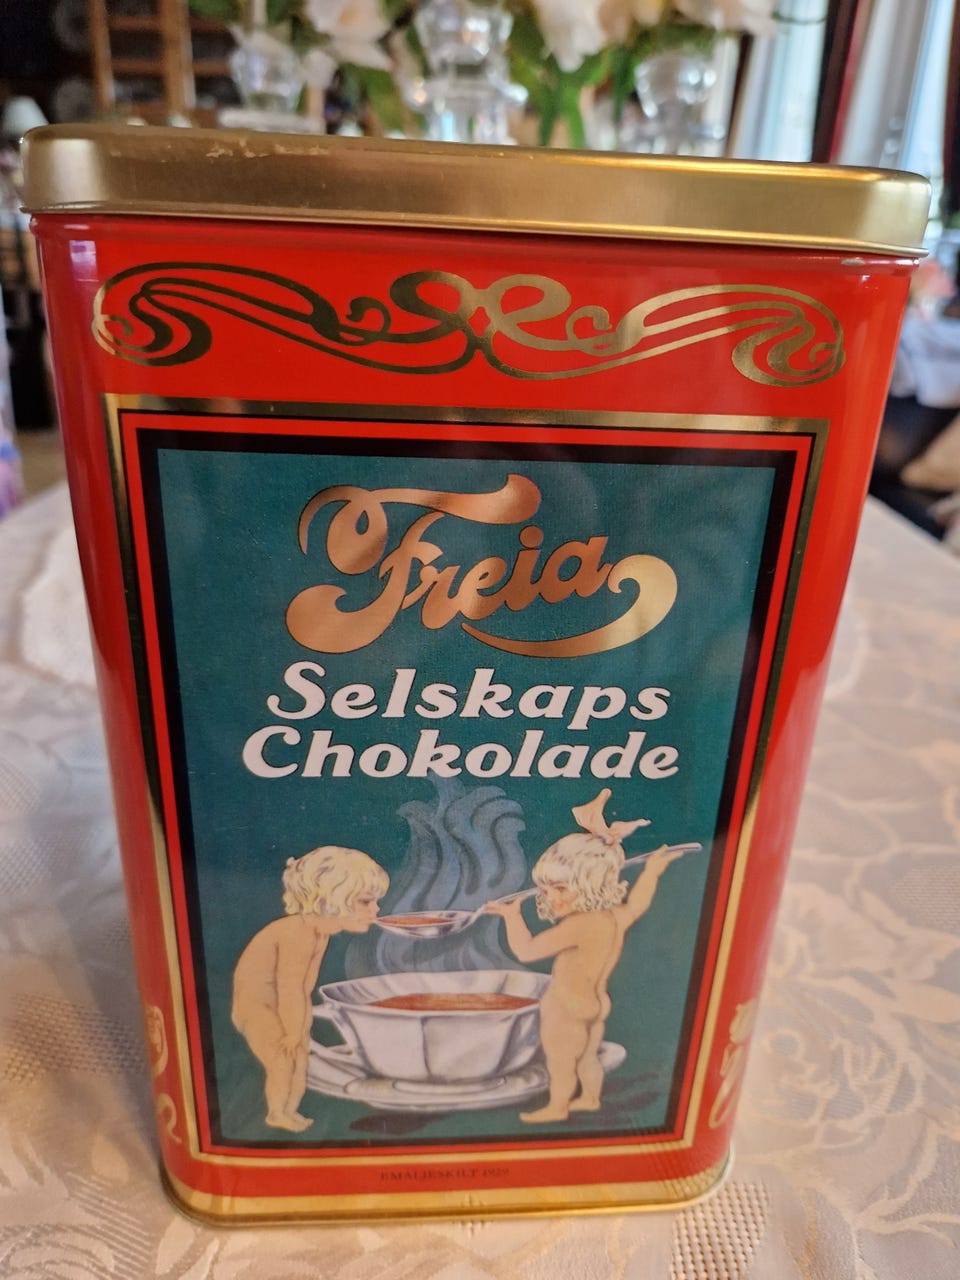 Freia
Selskaps
Chokolade
EMALJESKILT 1929